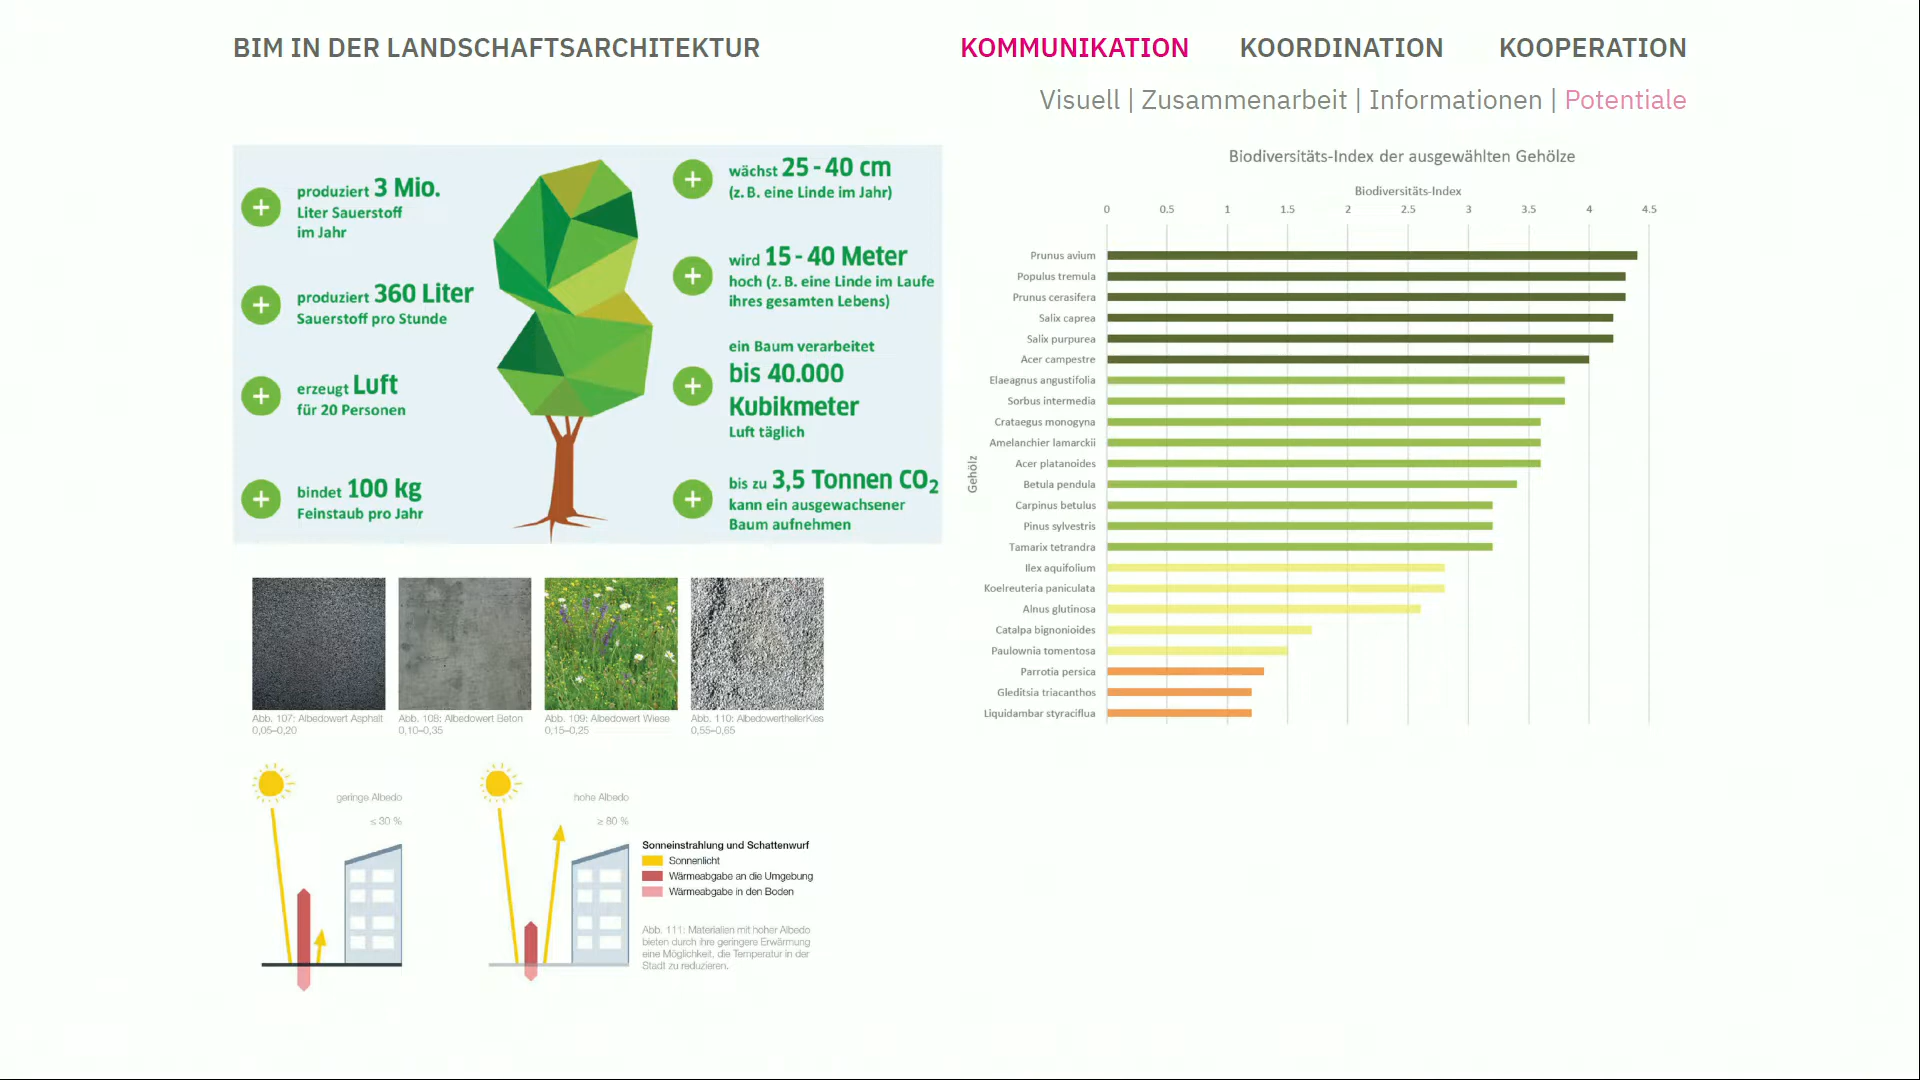 BIM IN DER LANDSCHAFTSARCHITEKTUR
KOMMUNIKATION KOORDINATION KOOPERATION
Visuell | Zusammenarbeit | Informationen | Potentiale
produziert 3 Mio.
Liter Sauerstoff
im Jahr
produziert 360 Liter
Sauerstoff pro Stunde
erzeugt Luft
für 20 Personen
bindet 100 kg
Feinstaub pro Jahr
wächst 25 - 40 cm
(z. B. eine Linde im Jahr)
wird 15 - 40 Meter
hoch (z. B. eine Linde im Laufe
ihres gesamten Lebens)
ein Baum verarbeitet
bis 40.000
Kubikmeter
Luft täglich
bis zu 3,5 Tonnen CO2
kann ein ausgewachsener
Baum aufnehmen
Biodiversitäts-Index der ausgewählten Gehölze
Biodiversitäts-Index
0 0.5 1 1.5 2 2.5 3 3.5 4 4.5
Gehölz
Prunus avium
Populus tremula
Prunus cerasifera
Salix caprea
Salix purpurea
Acer campestre
Elaeagnus angustifolia
Sorbus intermedia
Crataegus monogyna
Amelanchier lamarckii
Acer platanoides
Betula pendula
Carpinus betulus
Pinus sylvestris
Tamarix tetrandra
Ilex aquifolium
Koelreuteria paniculata
Alnus glutinosa
Catalpa bignonioides
Paulownia tomentosa
Parrotia persica
Gleditsia triacanthos
Liquidambar styraciflua
Abb. 107: Albedowert Asphalt
0,05–0,20
Abb. 108: Albedowert Beton
0,10–0,35
Abb. 109: Albedowert Wiese
0,15–0,25
Abb. 110: AlbedowerthellerKies
0,55–0,65
geringe Albedo
≤ 30 %
hohe Albedo
≥ 80 %
Sonneinstrahlung und Schattenwurf
Sonnenlicht
Wärmeabgabe an die Umgebung
Wärmeabgabe in den Boden
Abb. 111: Materialien mit hoher Albedo
bieten durch ihre geringere Erwärmung
eine Möglichkeit, die Temperatur in der
Stadt zu reduzieren.